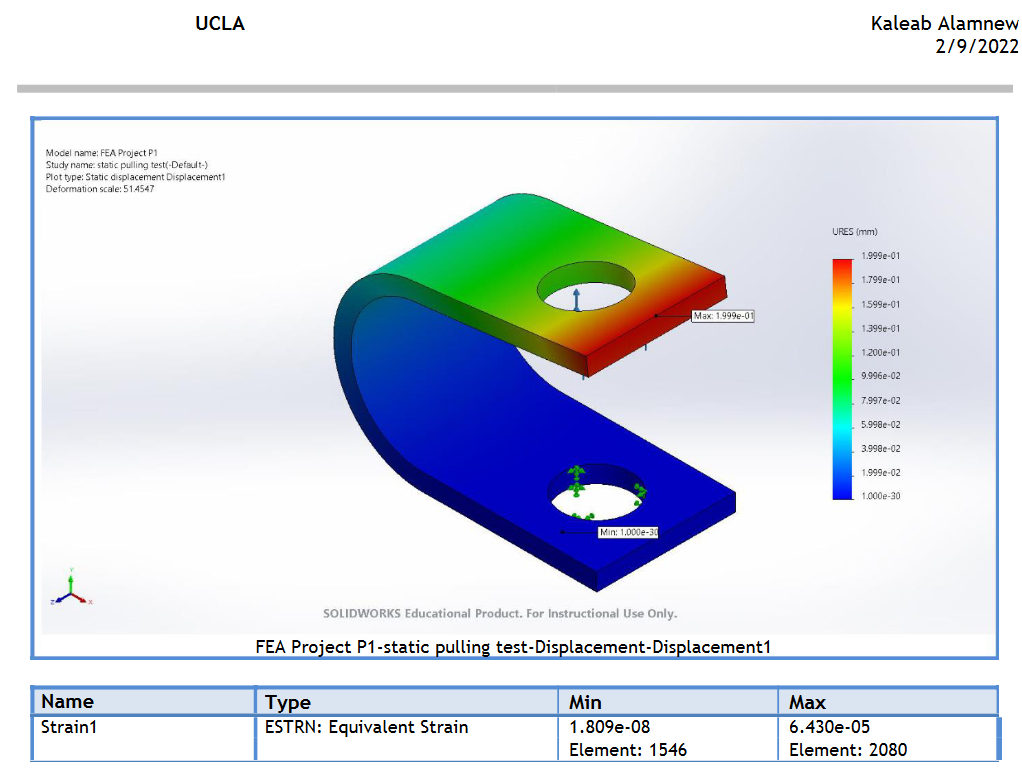 UCLA
Kaleab Alamnew
2/9/2022
Model name: FEA Project P1
Study name: static pulling test(-Default-)
Plot type: Static displacement Displacement1
Deformation scale: 51.4547
URES (mm)
1.999e-01
1.799e-01
1.599e-01
1.399e-01
1.200e-01
9.996e-02
7.997e-02
5.998e-02
3.998e-02
1.999e-02
1.000e-30
Max: 1.999e-01
Min: 1.000e-30
Y
Z
X
SOLIDWORKS Educational Product. For Instructional Use Only.
FEA Project P1-static pulling test-Displacement-Displacement1
Name Type Min Max
Strain1 ESTRN: Equivalent Strain 1.809e-08 6.430e-05
Element: 1546 Element: 2080